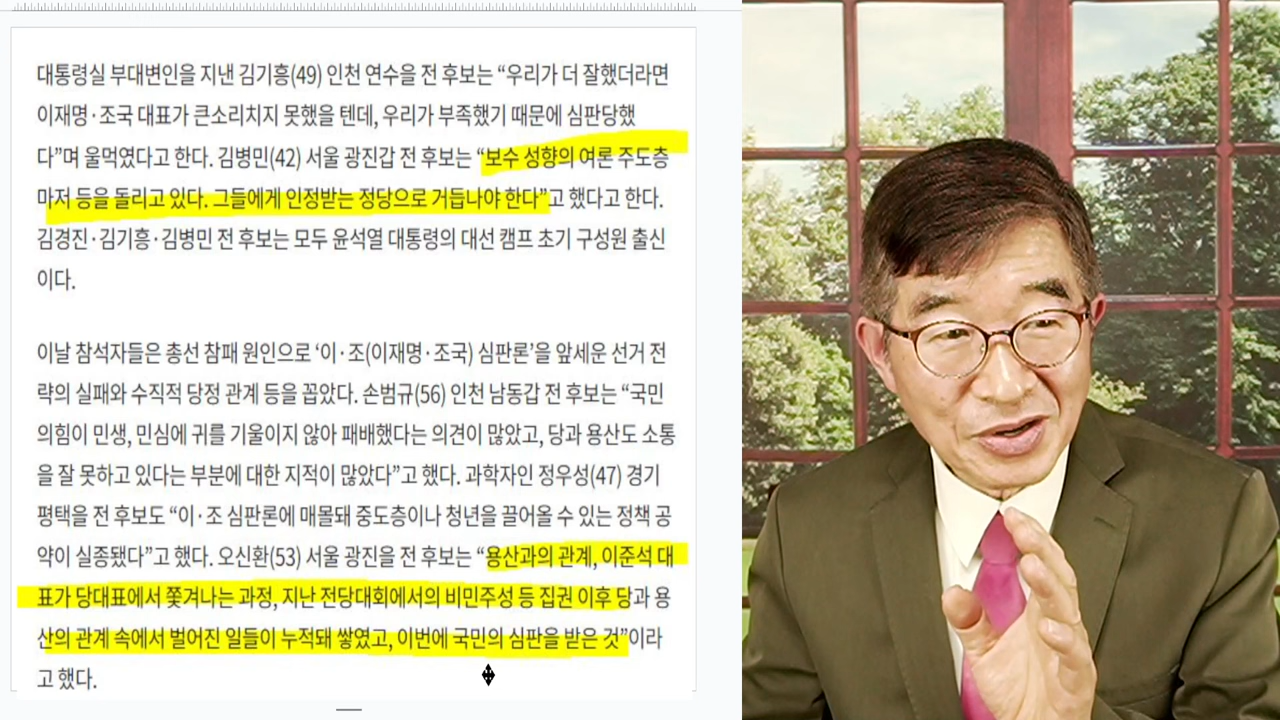 대통령실 부대변인을 지낸 김기흥(49) 인천 연수을 전 후보는 “우리가 더 잘했더라면
이재명·조국 대표가 큰소리치지 못했을 텐데, 우리가 부족했기 때문에 심판당했
다”며 울먹였다고 한다. 김병민(42) 서울 광진갑 전 후보는 “보수 성향의 여론 주도층
마저 등을 돌리고 있다. 그들에게 인정받는 정당으로 거듭나야 한다”고 했다고 한다.
김경진·김기흥·김병민 전 후보는 모두 윤석열 대통령의 대선 캠프 초기 구성원 출신
이다.
이날 참석자들은 총선 참패 원인으로 ‘이·조(이재명·조국) 심판론’을 앞세운 선거 전
략의 실패와 수직적 당정 관계 등을 꼽았다. 손범규(56) 인천 남동갑 전 후보는 “국민
의힘이 민생, 민심에 귀를 기울이지 않아 패배했다는 의견이 많았고, 당과 용산도 소통
을 잘 못하고 있다는 부분에 대한 지적이 많았다”고 했다. 과학자인 정우성(47) 경기
평택을 전 후보도 “이·조 심판론에 매몰돼 중도층이나 청년을 끌어올 수 있는 정책 공
약이 실종됐다”고 했다. 오신환(53) 서울 광진을 전 후보는 “용산과의 관계, 이준석 대
표가 당대표에서 쫓겨나는 과정, 지난 전당대회에서의 비민주성 등 집권 이후 당과 용
산의 관계 속에서 벌어진 일들이 누적돼 쌓였고, 이번에 국민의 심판을 받은 것”이라
고 했다.